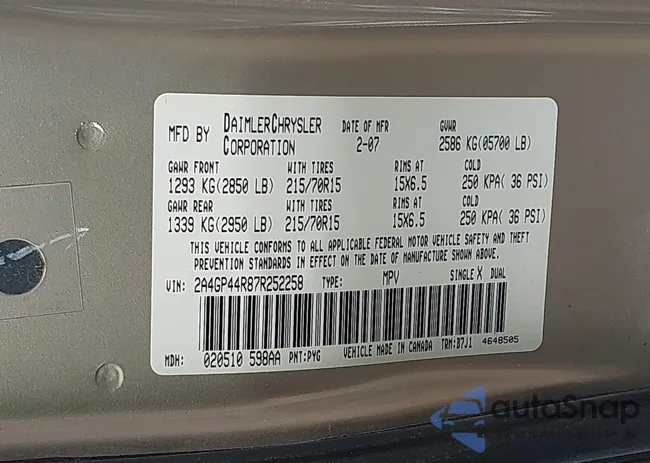 MFD BY DAIMLERCHRYSLER CORPORATION DATE OF MFR 2-07 GVWR 2586 KG(05700 LB)
GAWR FRONT WITH TIRES RIMS AT COLD
1293 KG(2850 LB) 215/70R15 15X6.5 250 KPA( 36 PSI)
GAWR REAR WITH TIRES RIMS AT COLD
1339 KG(2950 LB) 215/70R15 15X6.5 250 KPA( 36 PSI)
THIS VEHICLE CONFORMS TO ALL APPLICABLE FEDERAL MOTOR VEHICLE SAFETY AND THEFT
PREVENTION STANDARDS IN EFFECT ON THE DATE OF MANUFACTURE SHOWN ABOVE.
VIN: 2A4GP44R87R252258 TYPE: MPV SINGLE X DUAL
MDH: 020510 598AA PNT:PYG VEHICLE MADE IN CANADA TRM:B7J1 4648505
autoSnap